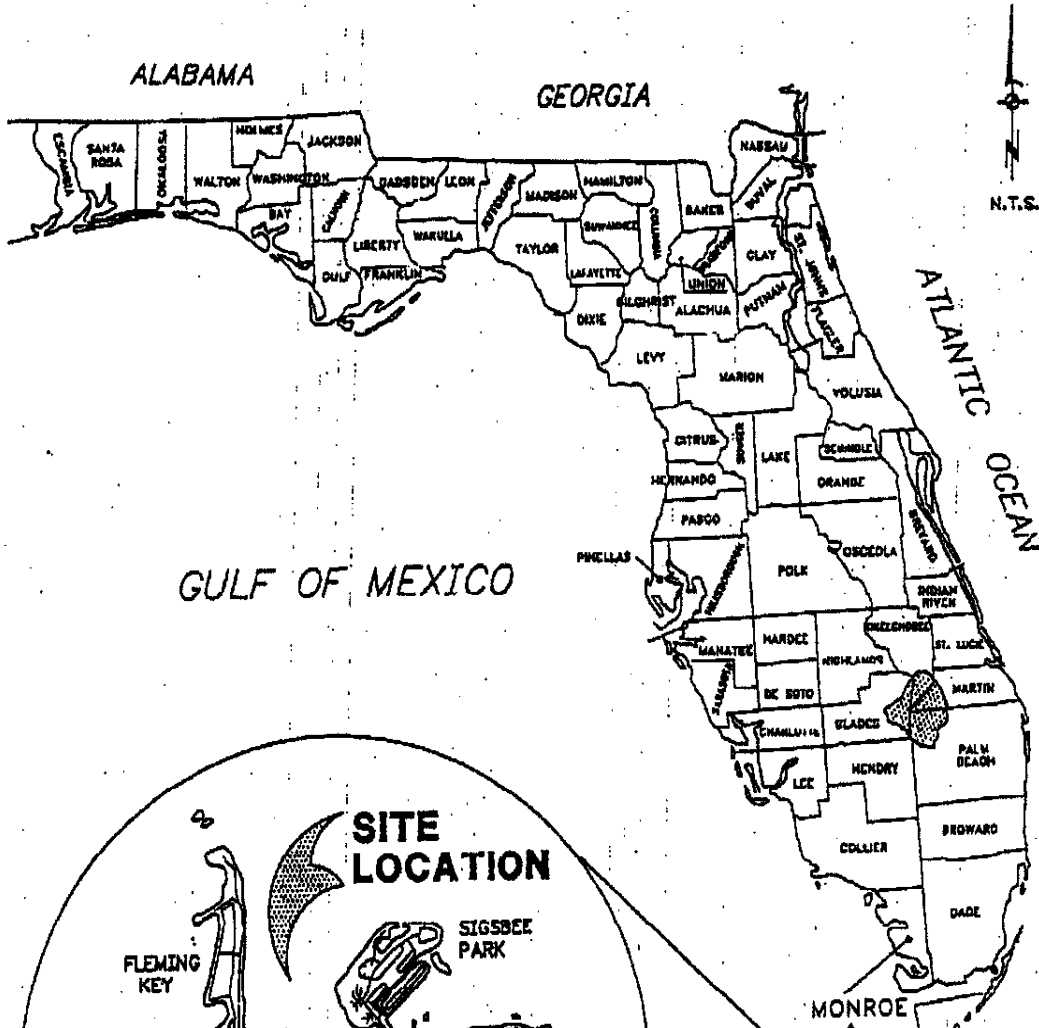 ALABAMA
GEORGIA
N.T.S.
ESCAMBIA
SANTA
ROSA
OKALOOSA
WALTON
HOLMES
WASHINGTON
JACKSON
BAY
CALHOUN
GULF
LIBERTY
GADSDEN
FRANKLIN
LEON
WAKULLA
JEFFERSON
MADISON
TAYLOR
HAMILTON
SUWANNEE
LAFAYETTE
DIXIE
COLUMBIA
GILCHRIST
BAKER
UNION
ALACHUA
NASSAU
DUVAL
CLAY
PUTNAM
ST. JOHNS
FLAGLER
LEVY
MARION
VOLUSIA
CITRUS
SUMTER
LAKE
SEMINOLE
HERNANDO
ORANGE
PASCO
BREVARD
PINELLAS
HILLSBOROUGH
POLK
OSCEOLA
INDIAN
RIVER
MANATEE
HARDEE
HIGHLANDS
OKEECHOBEE
ST. LUCIE
SARASOTA
DE SOTO
MARTIN
CHARLOTTE
GLADES
PALM
BEACH
LEE
HENDRY
COLLIER
BROWARD
DADE
MONROE
ATLANTIC
OCEAN
GULF OF MEXICO
SITE
LOCATION
FLEMING
KEY
SIGSBEE
PARK